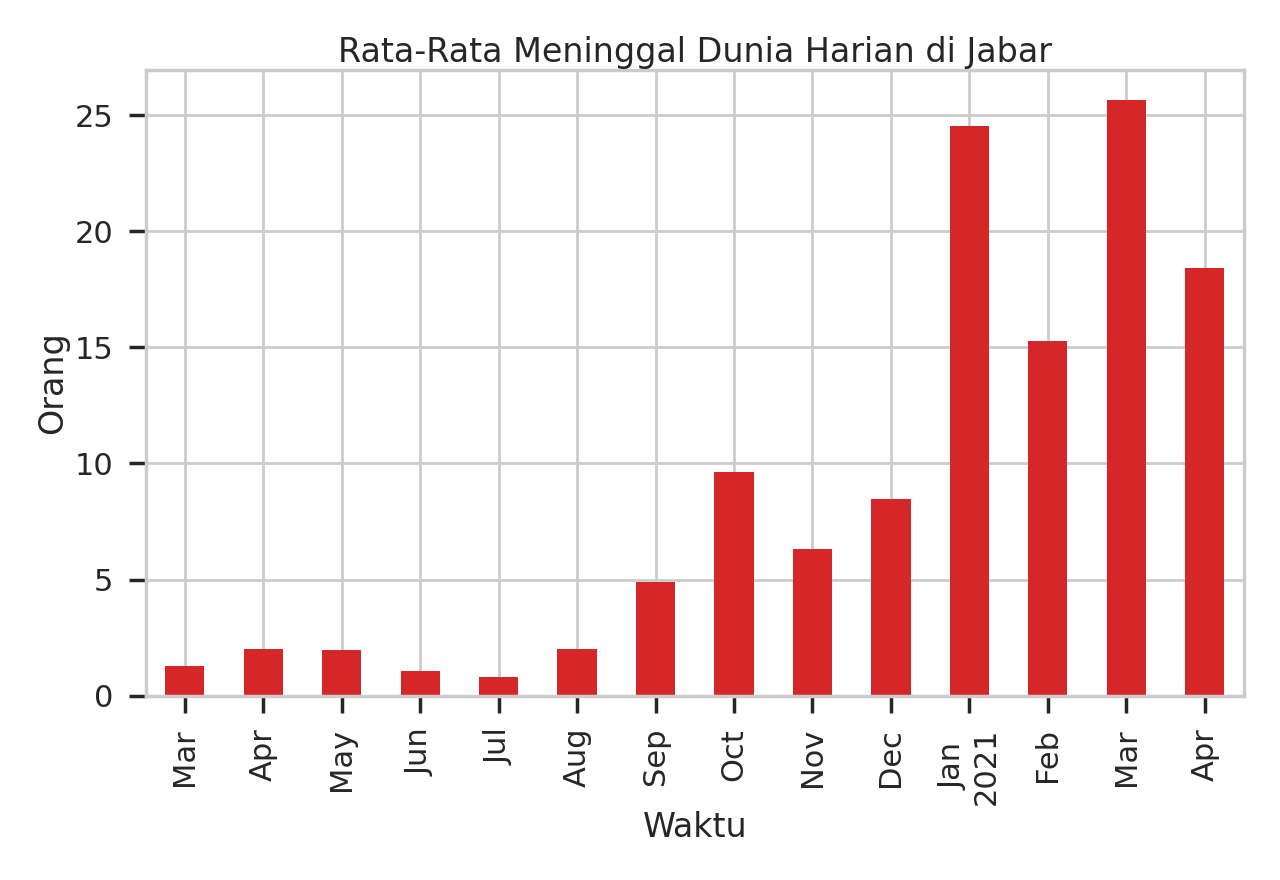 Rata-Rata Meninggal Dunia Harian di Jabar
Orang
25
20
15
10
5
0
Mar
Apr
May
Jun
Jul
Aug
Sep
Oct
Nov
Dec
Jan
2021
Feb
Mar
Apr
Waktu